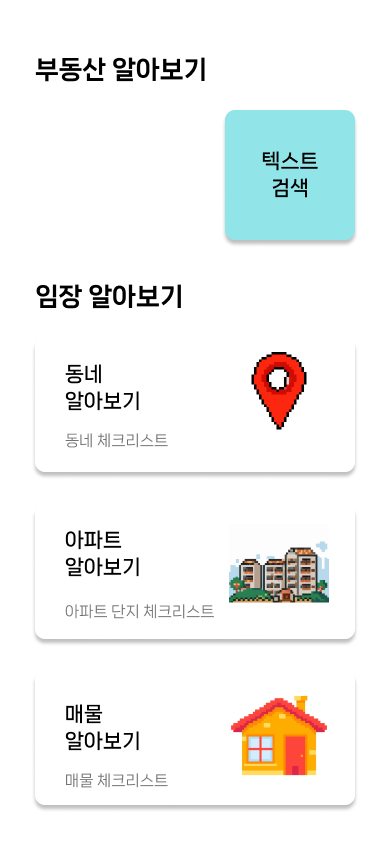 부동산 알아보기
텍스트
검색
임장 알아보기
동네
알아보기
동네 체크리스트
아파트
알아보기
아파트 단지 체크리스트
매물
알아보기
매물 체크리스트